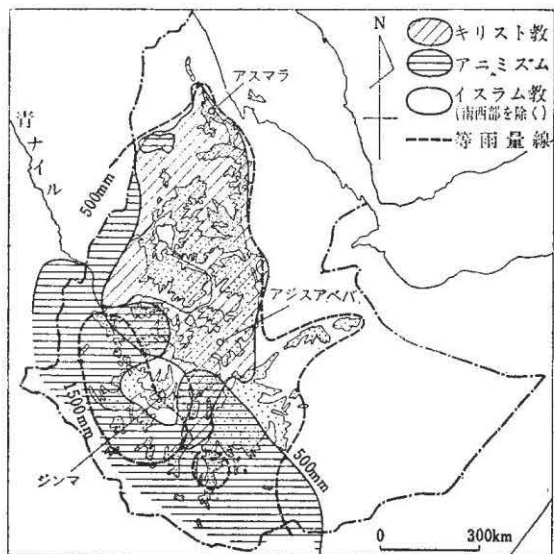 N
キリスト教
アニミズム
イスラム教
(南西部を除く)
等雨量線
アスマラ
青ナイル
500mm
アジスアベバ
1500mm
500mm
ジンマ
0 300km